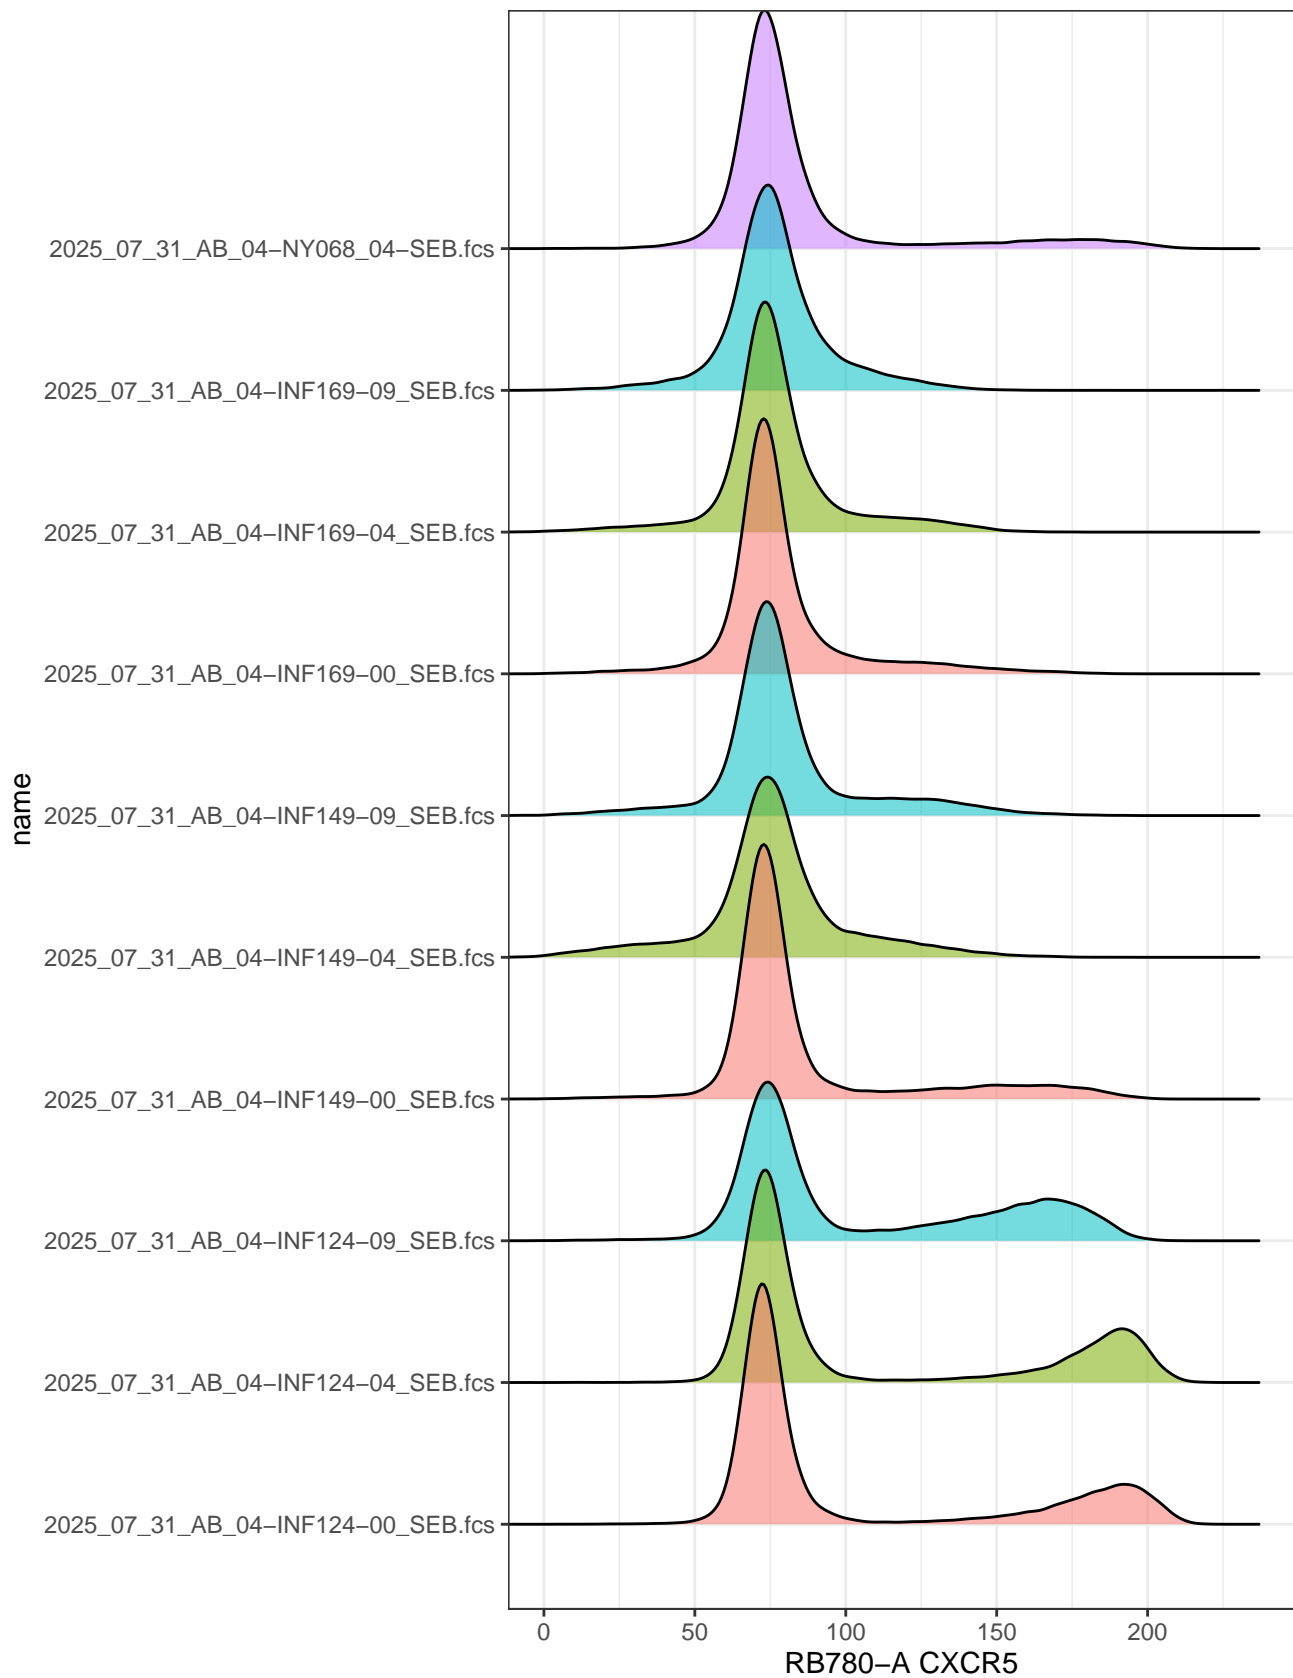 2025_07_31_AB_04−NY068_04−SEB.fcs
2025_07_31_AB_04−INF169−09_SEB.fcs
2025_07_31_AB_04−INF169−04_SEB.fcs
2025_07_31_AB_04−INF169−00_SEB.fcs
2025_07_31_AB_04−INF149−09_SEB.fcs
name
2025_07_31_AB_04−INF149−04_SEB.fcs
2025_07_31_AB_04−INF149−00_SEB.fcs
2025_07_31_AB_04−INF124−09_SEB.fcs
2025_07_31_AB_04−INF124−04_SEB.fcs
2025_07_31_AB_04−INF124−00_SEB.fcs
0 50 100 150 200
RB780−A CXCR5